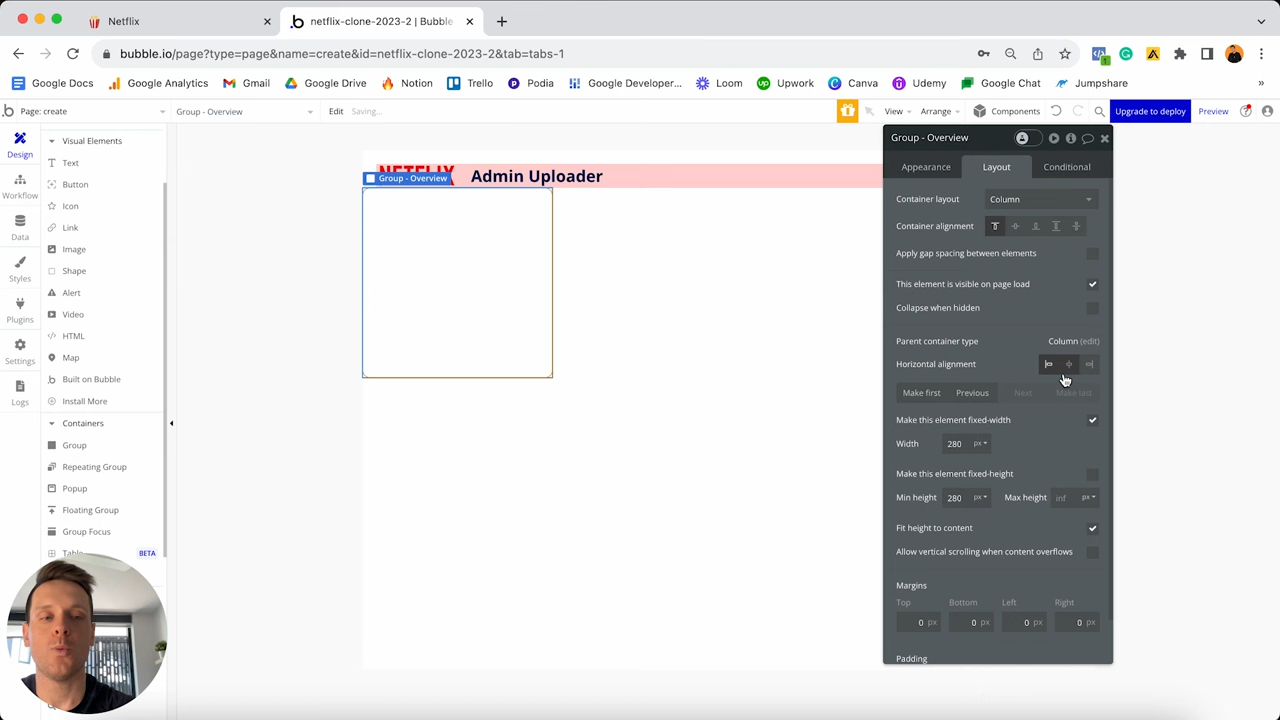 Netflix
netflix-clone-2023-2 | Bubble
bubble.io/page?type=page&name=create&id=netflix-clone-2023-2&tab=tabs-1
Google Docs
Google Analytics
Gmail
Google Drive
Notion
Trello
Podia
Google Developer...
Loom
Upwork
Canva
Udemy
Google Chat
Jumpshare
»
Page: create
Group - Overview
Edit
Saving...
View
Arrange
Components
Upgrade to deploy
Preview
Design
Workflow
Data
Styles
Plugins
Settings
Logs
Visual Elements
Text
Button
Icon
Link
Image
Shape
Alert
Video
HTML
Map
Built on Bubble
Install More
Containers
Group
Repeating Group
Popup
Floating Group
Group Focus
Table
BETA
NETFLIX
Admin Uploader
Group - Overview
Group - Overview
Appearance
Layout
Conditional
Container layout
Column
Container alignment
Apply gap spacing between elements
This element is visible on page load
Collapse when hidden
Parent container type
Column (edit)
Horizontal alignment
Make first
Previous
Next
Make last
Make this element fixed-width
Width
280 px
Make this element fixed-height
Min height
280 px
Max height
inf px
Fit height to content
Allow vertical scrolling when content overflows
Margins
Top
Bottom
Left
Right
0 px
0 px
0 px
0 px
Padding